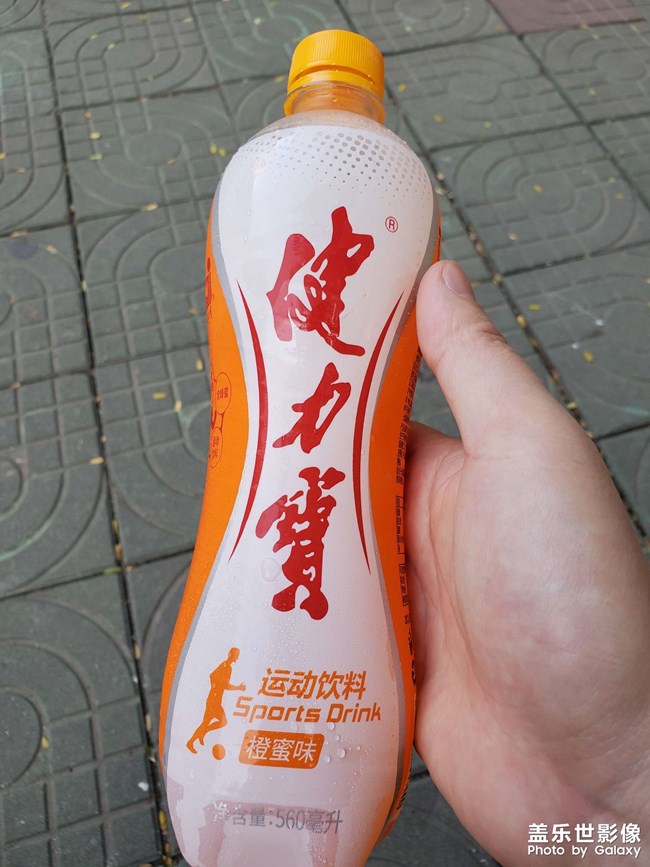 健
力
寶
®
运动饮料
Sports Drink
橙蜜味
净含量:560毫升
盖乐世影像
Photo by Galaxy